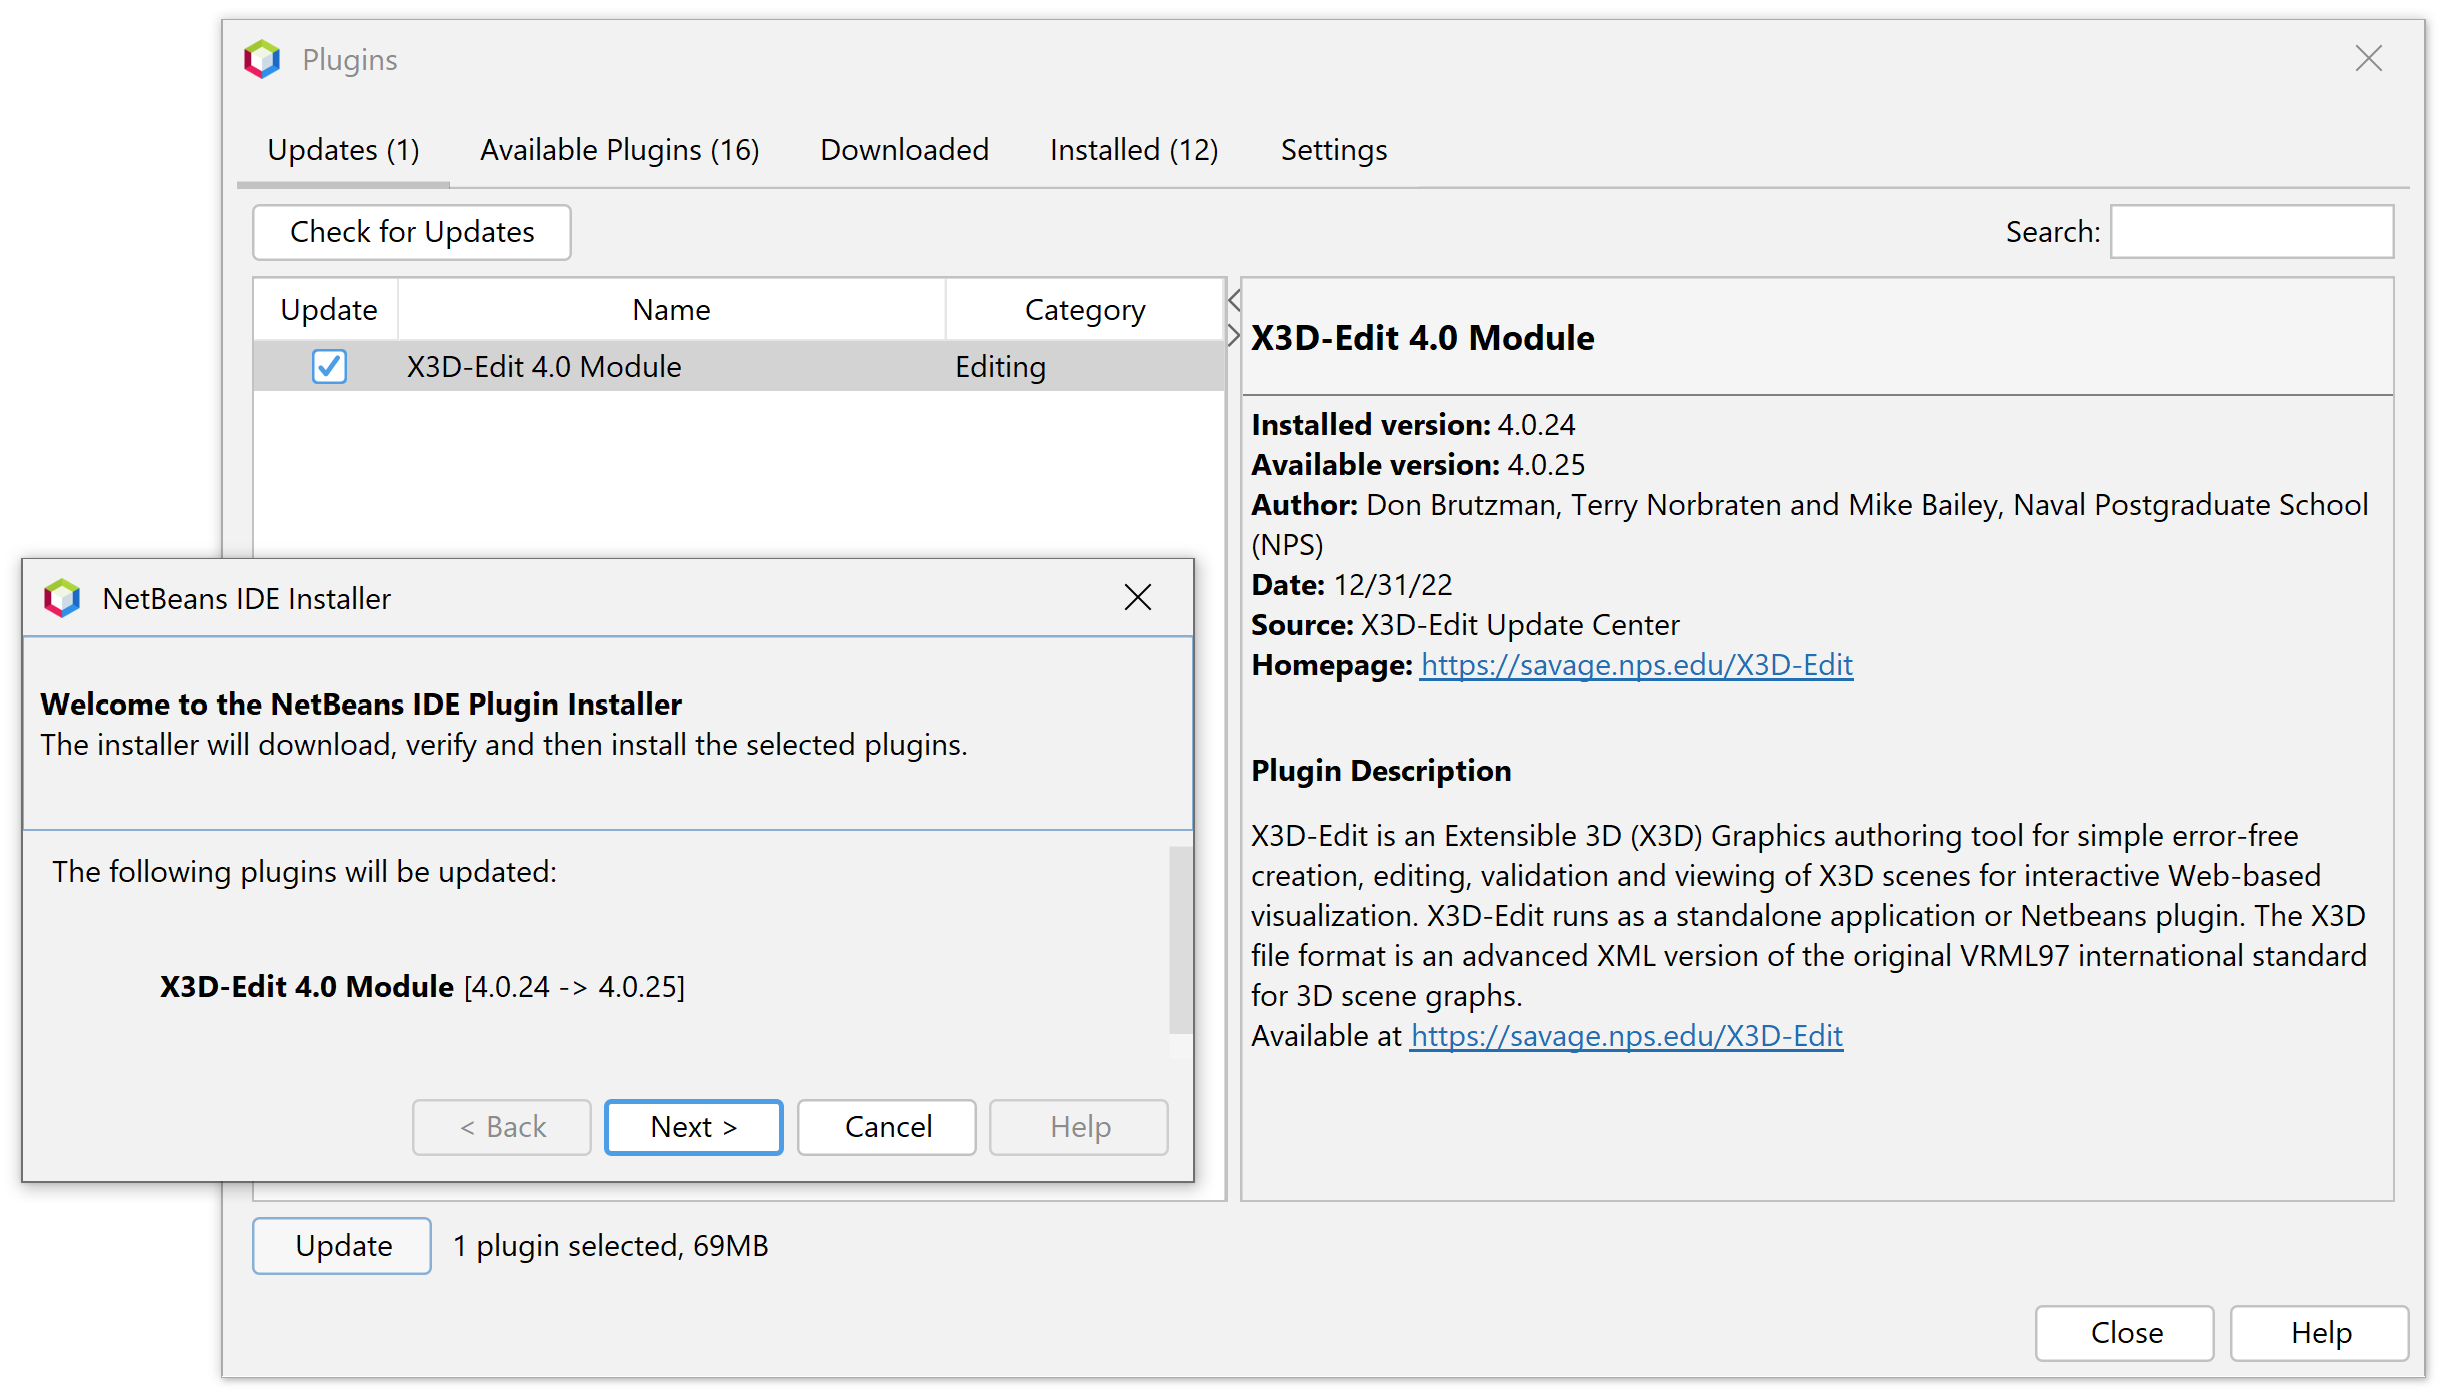 Plugins
Updates (1)
Available Plugins (16)
Downloaded
Installed (12)
Settings
Check for Updates
Search:
Update
Name
Category
X3D-Edit 4.0 Module
Editing
X3D-Edit 4.0 Module
Installed version: 4.0.24
Available version: 4.0.25
Author: Don Brutzman, Terry Norbraten and Mike Bailey, Naval Postgraduate School
(NPS)
Date: 12/31/22
Source: X3D-Edit Update Center
Homepage: https://savage.nps.edu/X3D-Edit
Plugin Description
X3D-Edit is an Extensible 3D (X3D) Graphics authoring tool for simple error-free
creation, editing, validation and viewing of X3D scenes for interactive Web-based
visualization. X3D-Edit runs as a standalone application or Netbeans plugin. The X3D
file format is an advanced XML version of the original VRML97 international standard
for 3D scene graphs.
Available at https://savage.nps.edu/X3D-Edit
NetBeans IDE Installer
Welcome to the NetBeans IDE Plugin Installer
The installer will download, verify and then install the selected plugins.
The following plugins will be updated:
X3D-Edit 4.0 Module [4.0.24 -> 4.0.25]
< Back
Next >
Cancel
Help
Update
1 plugin selected, 69MB
Close
Help